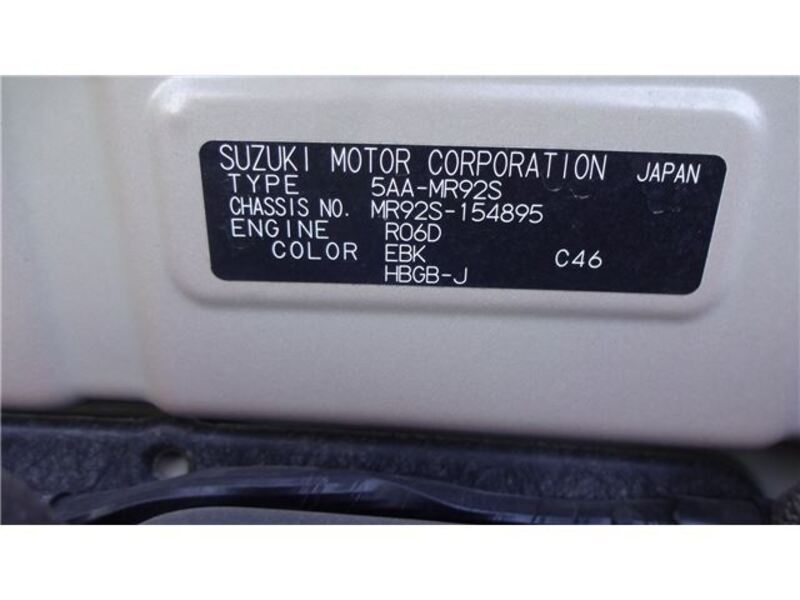 SUZUKI MOTOR CORPORATION JAPAN
TYPE 5AA-MR92S
CHASSIS NO. MR92S-154895
ENGINE R06D
COLOR EBK C46
HBGB-J